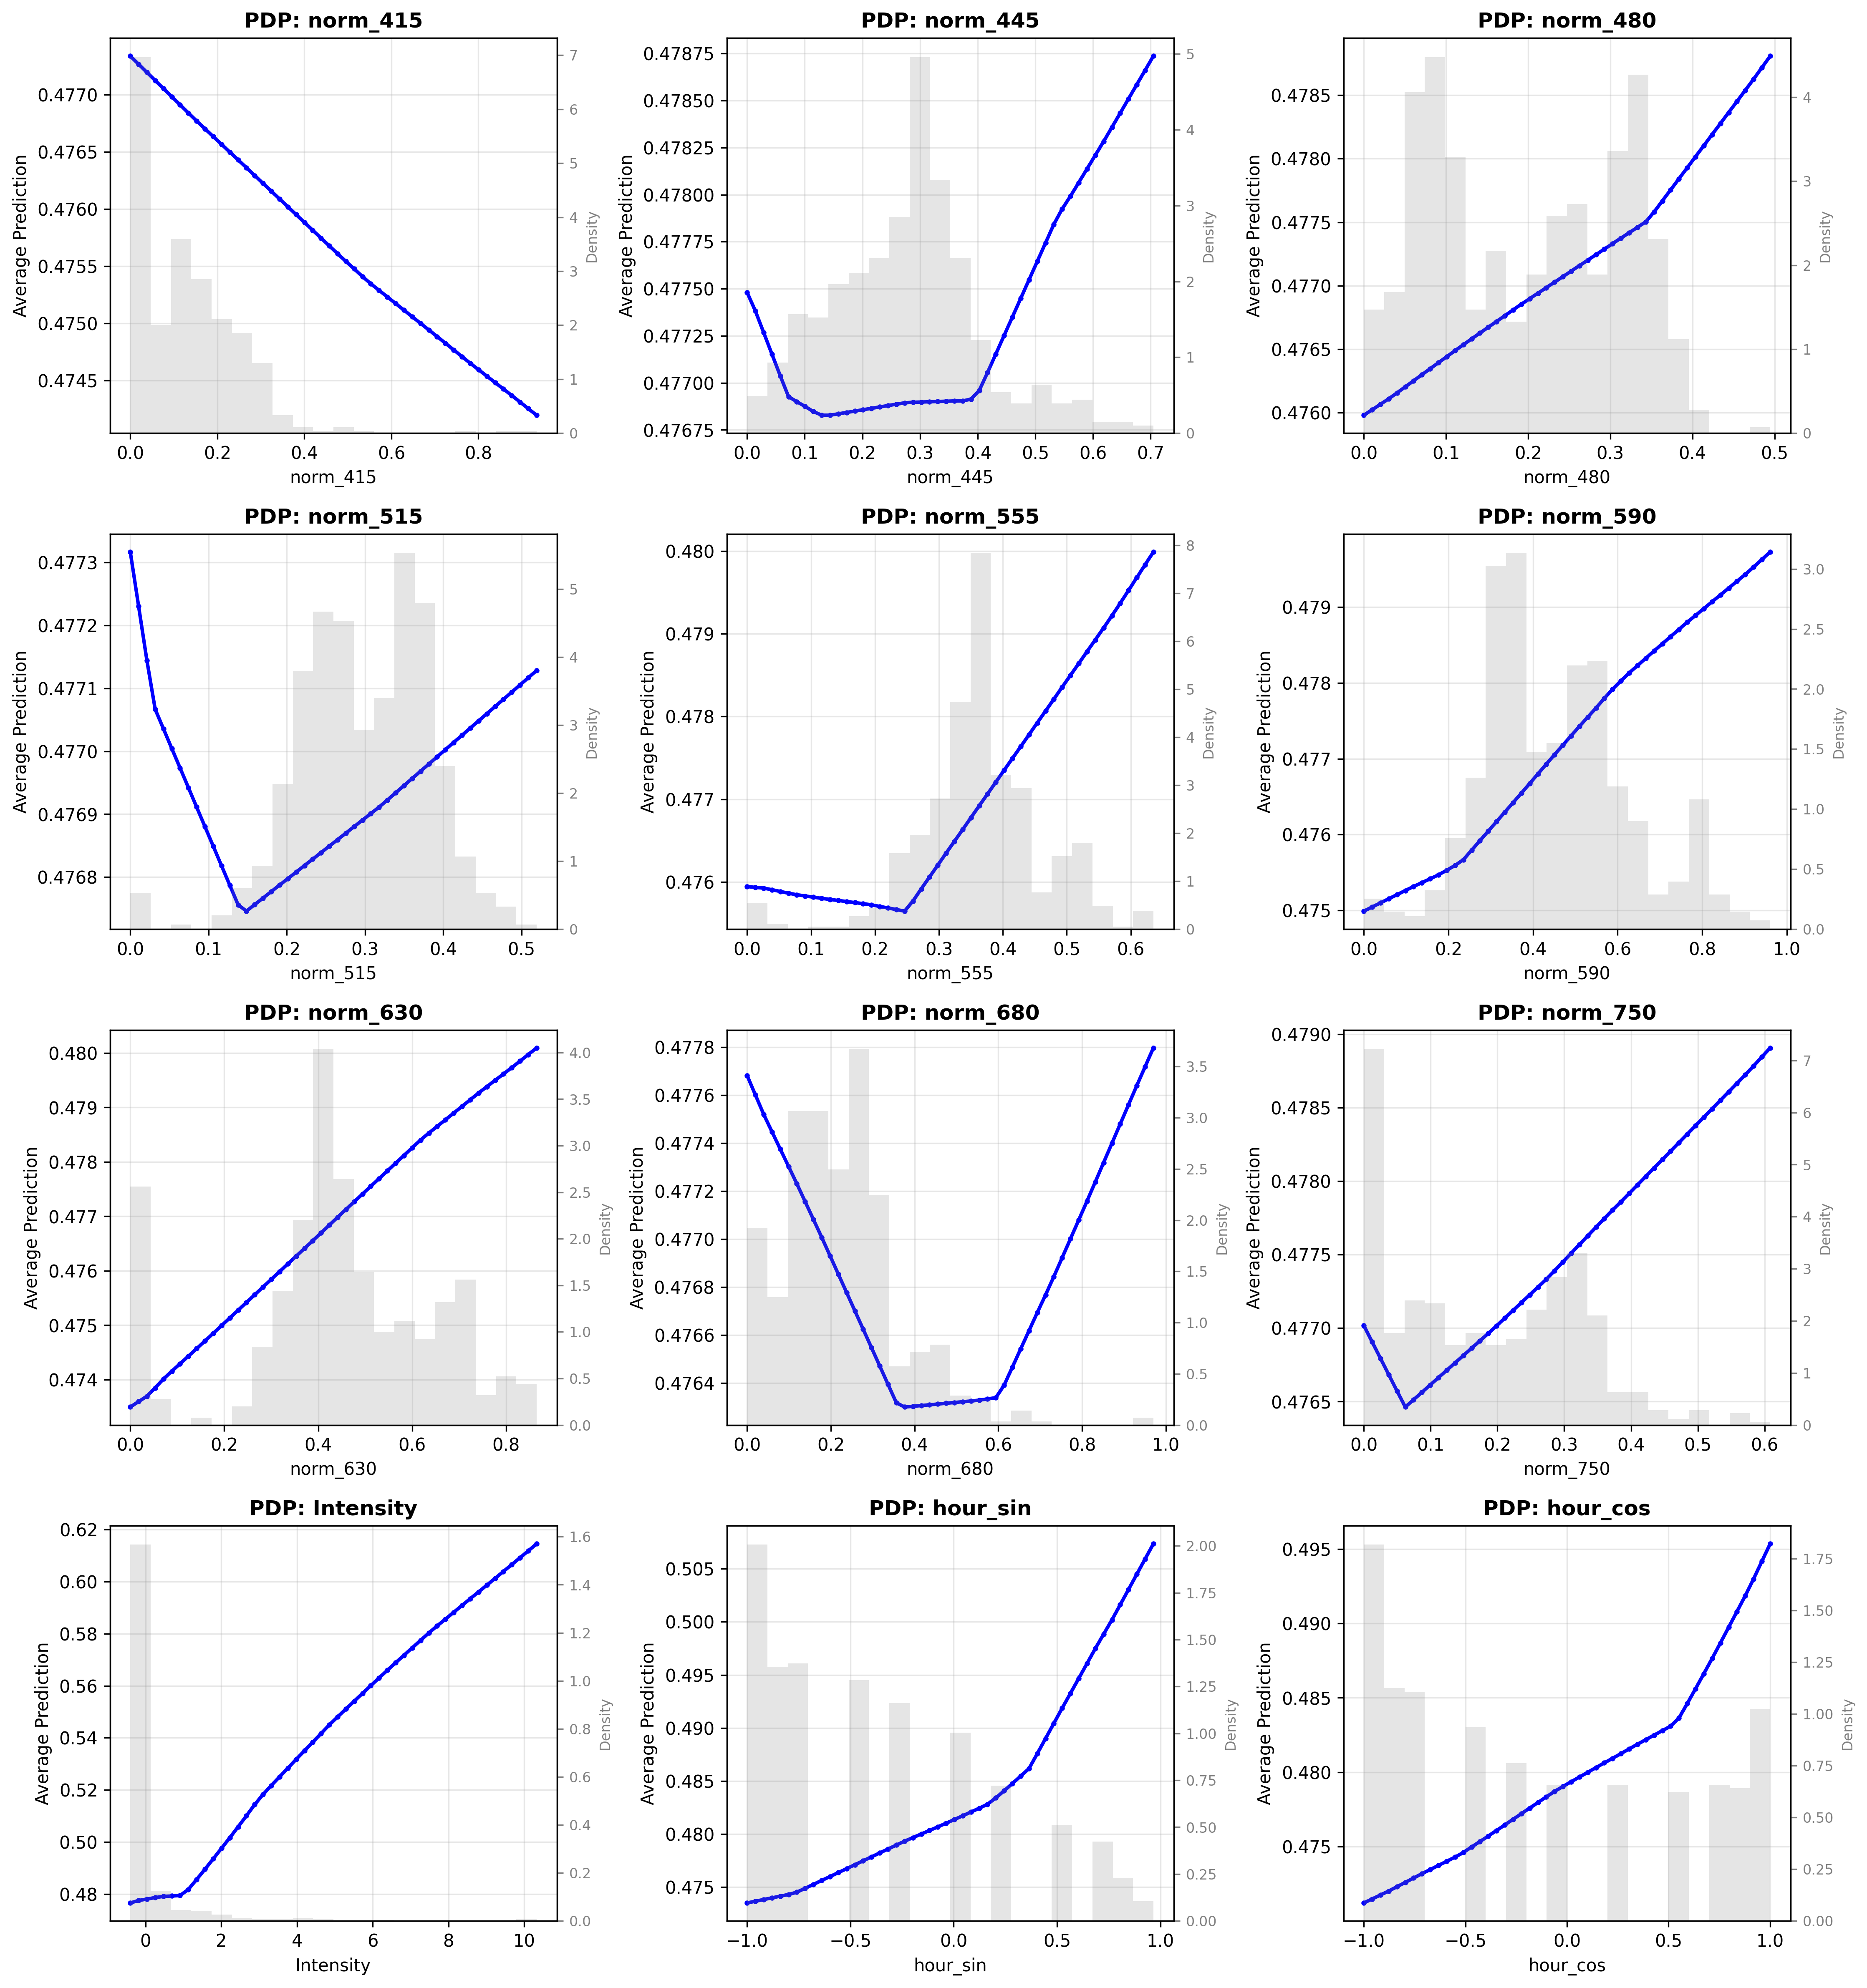 PDP: norm_415
0.4770
0.4765
0.4760
0.4755
0.4750
0.4745
Average Prediction
7
6
5
4
3
2
1
0
Density
0.0 0.2 0.4 0.6 0.8
norm_415
PDP: norm_445
0.47875
0.47850
0.47825
0.47800
0.47775
0.47750
0.47725
0.47700
0.47675
Average Prediction
5
4
3
2
1
0
Density
0.0 0.1 0.2 0.3 0.4 0.5 0.6 0.7
norm_445
PDP: norm_480
0.4785
0.4780
0.4775
0.4770
0.4765
0.4760
Average Prediction
4
3
2
1
0
Density
0.0 0.1 0.2 0.3 0.4 0.5
norm_480
PDP: norm_515
0.4773
0.4772
0.4771
0.4770
0.4769
0.4768
Average Prediction
5
4
3
2
1
0
Density
0.0 0.1 0.2 0.3 0.4 0.5
norm_515
PDP: norm_555
0.480
0.479
0.478
0.477
0.476
Average Prediction
8
7
6
5
4
3
2
1
0
Density
0.0 0.1 0.2 0.3 0.4 0.5 0.6
norm_555
PDP: norm_590
0.479
0.478
0.477
0.476
0.475
Average Prediction
3.0
2.5
2.0
1.5
1.0
0.5
0.0
Density
0.0 0.2 0.4 0.6 0.8 1.0
norm_590
PDP: norm_630
0.480
0.479
0.478
0.477
0.476
0.475
0.474
Average Prediction
4.0
3.5
3.0
2.5
2.0
1.5
1.0
0.5
0.0
Density
0.0 0.2 0.4 0.6 0.8
norm_630
PDP: norm_680
0.4778
0.4776
0.4774
0.4772
0.4770
0.4768
0.4766
0.4764
Average Prediction
3.5
3.0
2.5
2.0
1.5
1.0
0.5
0.0
Density
0.0 0.2 0.4 0.6 0.8 1.0
norm_680
PDP: norm_750
0.4790
0.4785
0.4780
0.4775
0.4770
0.4765
Average Prediction
7
6
5
4
3
2
1
0
Density
0.0 0.1 0.2 0.3 0.4 0.5 0.6
norm_750
PDP: Intensity
0.62
0.60
0.58
0.56
0.54
0.52
0.50
0.48
Average Prediction
1.6
1.4
1.2
1.0
0.8
0.6
0.4
0.2
0.0
Density
0 2 4 6 8 10
Intensity
PDP: hour_sin
0.505
0.500
0.495
0.490
0.485
0.480
0.475
Average Prediction
2.00
1.75
1.50
1.25
1.00
0.75
0.50
0.25
0.00
Density
−1.0 −0.5 0.0 0.5 1.0
hour_sin
PDP: hour_cos
0.495
0.490
0.485
0.480
0.475
Average Prediction
1.75
1.50
1.25
1.00
0.75
0.50
0.25
0.00
Density
−1.0 −0.5 0.0 0.5 1.0
hour_cos